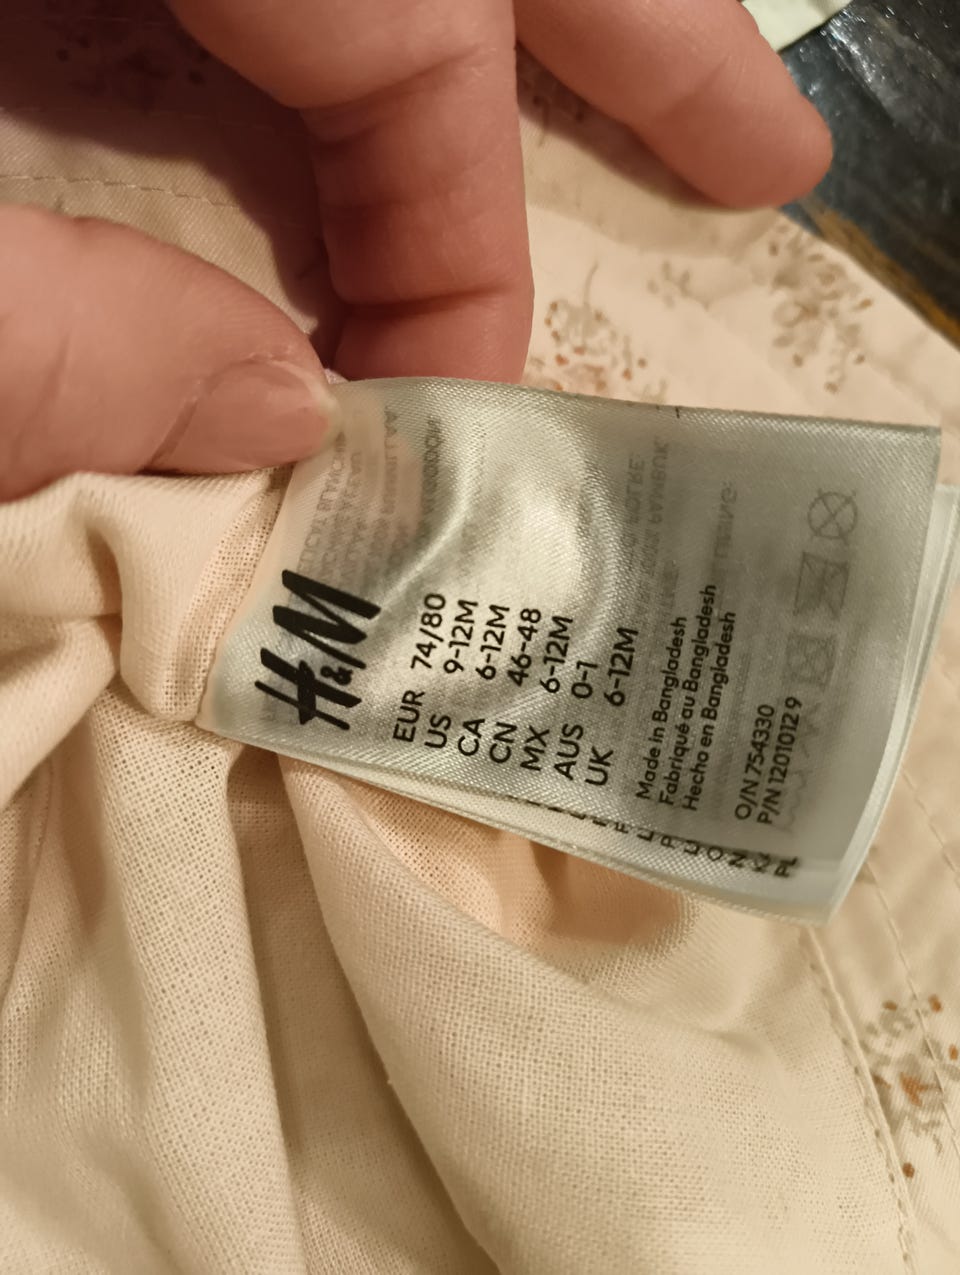 H&M
EUR 74/80
US 9-12M
CA 6-12M
CN 46-48
MX 6-12M
AUS 0-1
UK 6-12M
Made in Bangladesh
Fabriqué au Bangladesh
Hecho en Bangladesh
O/N 754330
P/N 12010129
PL